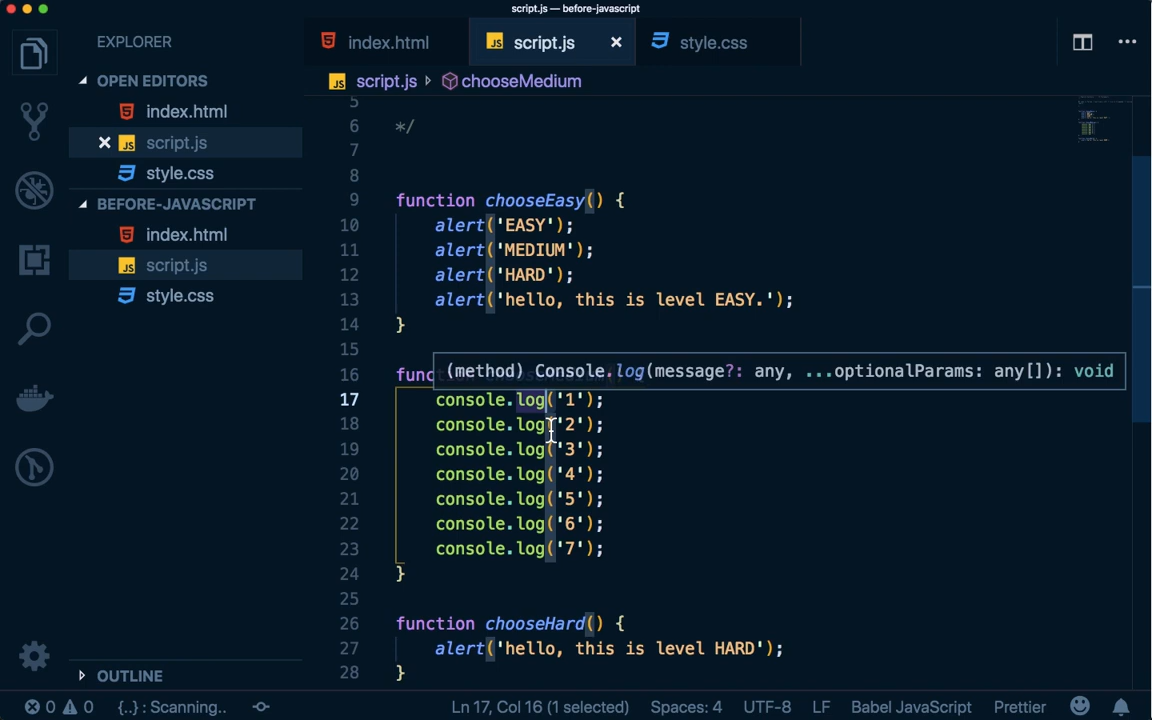 script.js — before-javascript
EXPLORER
OPEN EDITORS
index.html
script.js
style.css
BEFORE-JAVASCRIPT
index.html
script.js
style.css
OUTLINE
index.html
script.js
style.css
script.js
chooseMedium
5
6 */
7
8
9 function chooseEasy() {
10 alert('EASY');
11 alert('MEDIUM');
12 alert('HARD');
13 alert('hello, this is level EASY.');
14 }
15
(method) Console.log(message?: any, ...optionalParams: any[]): void
16 func
17 console.log('1');
18 console.log('2');
19 console.log('3');
20 console.log('4');
21 console.log('5');
22 console.log('6');
23 console.log('7');
24 }
25
26 function chooseHard() {
27 alert('hello, this is level HARD');
28 }
0 0 {..} : Scanning.. Ln 17, Col 16 (1 selected) Spaces: 4 UTF-8 LF Babel JavaScript Prettier